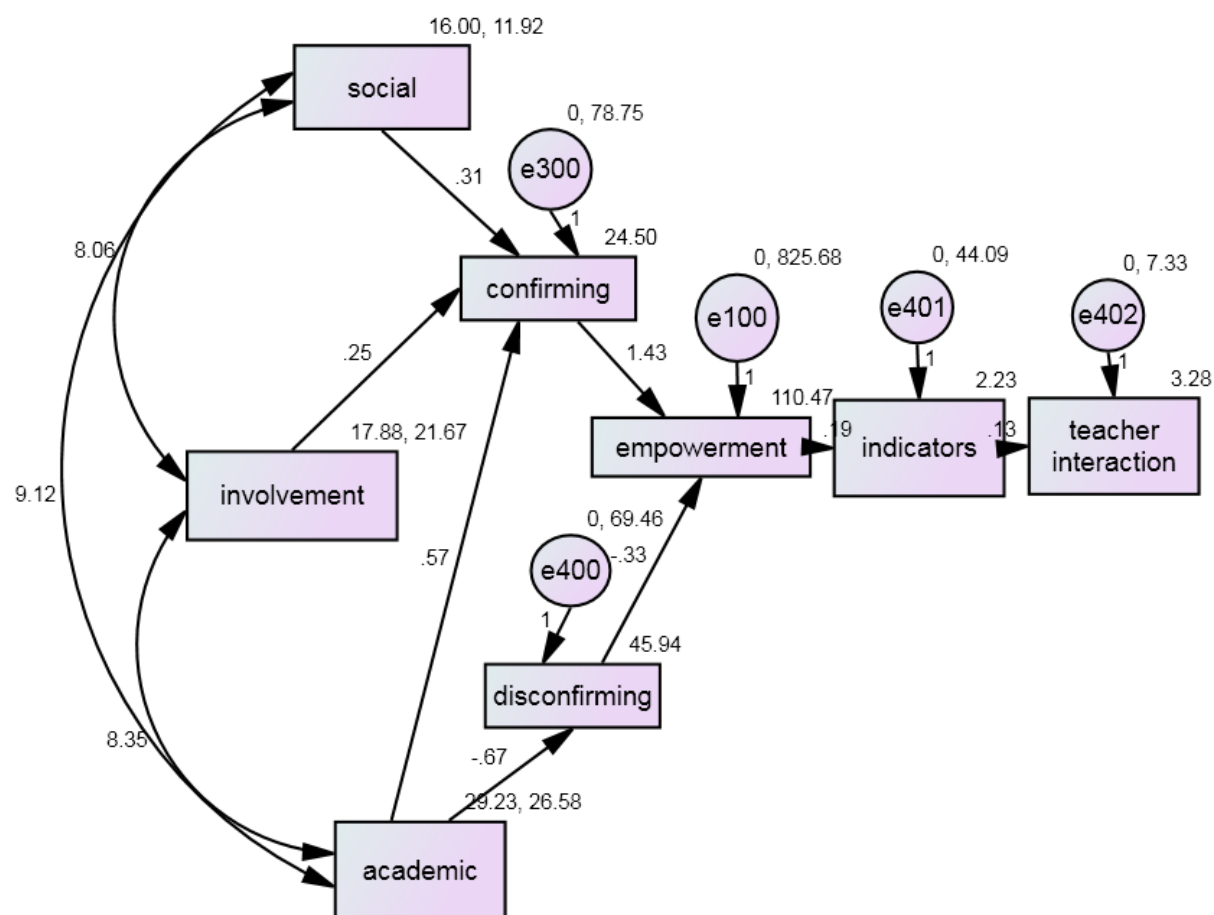 16.00, 11.92
social
0, 78.75
e300
.31
1
24.50
8.06
confirming
0, 825.68
0, 44.09
0, 7.33
e100
e401
e402
.25
1.43
1
1
1
110.47
2.23
3.28
17.88, 21.67
empowerment
.19
indicators
.13
teacher
interaction
involvement
9.12
0, 69.46
.57
e400
-.33
1
45.94
disconfirming
8.35
-.67
29.23, 26.58
academic